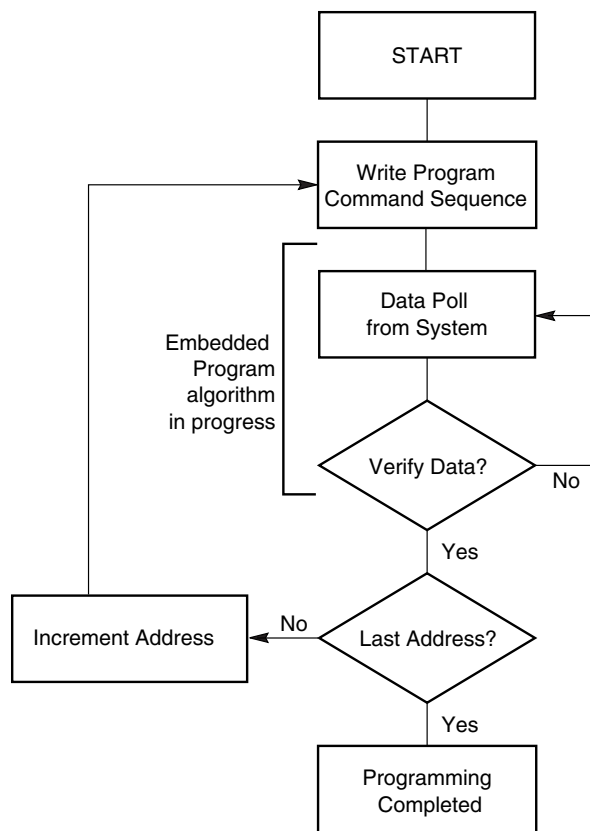 START
Write Program
Command Sequence
Data Poll
from System
Embedded
Program
algorithm
in progress
Verify Data?
No
Yes
Increment Address
No
Last Address?
Yes
Programming
Completed